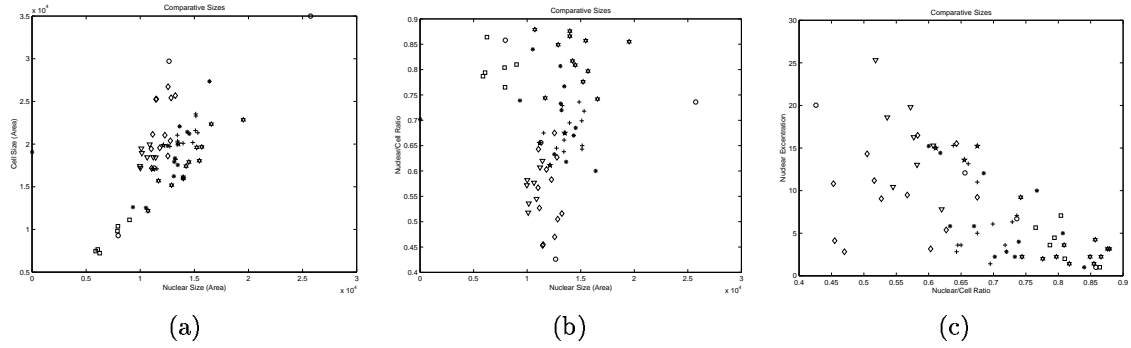 Comparative Sizes
x 10⁴
3.5
3
2.5
2
1.5
1
0.5
Cell Size (Area)
0 0.5 1 1.5 2 2.5 3
Nuclear Size (Area)
x 10⁴
(a)
Comparative Sizes
0.9
0.85
0.8
0.75
0.7
0.65
0.6
0.55
0.5
0.45
0.4
Nuclear/Cell Ratio
0 0.5 1 1.5 2 2.5 3
Nuclear Size (Area)
x 10⁴
(b)
Comparative Sizes
30
25
20
15
10
5
0
Nuclear Excentration
0.4 0.45 0.5 0.55 0.6 0.65 0.7 0.75 0.8 0.85 0.9
Nuclear/Cell Ratio
(c)